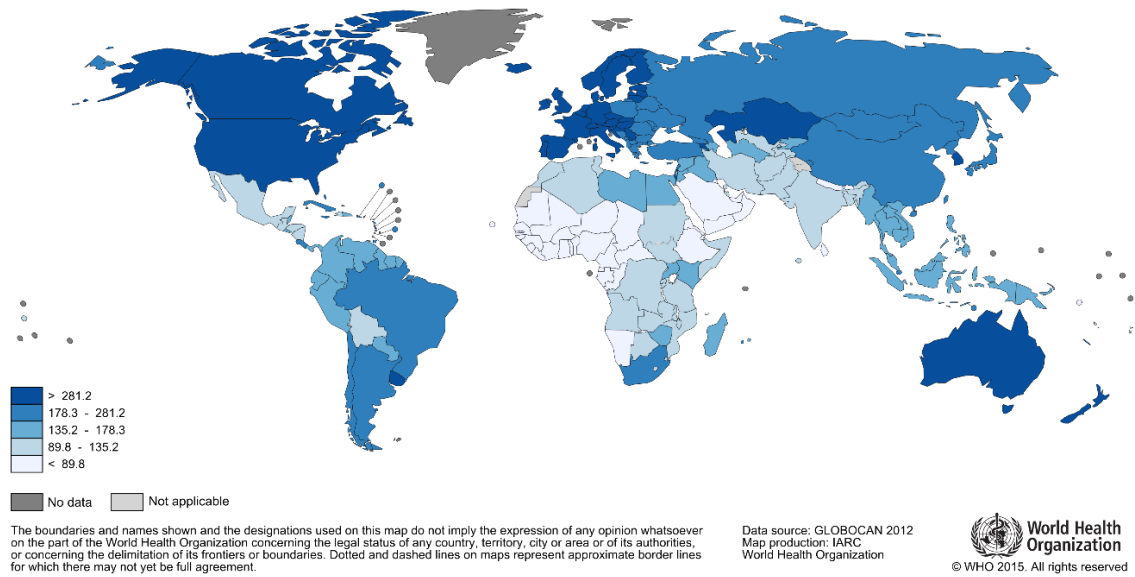 > 281.2
178.3 - 281.2
135.2 - 178.3
89.8 - 135.2
< 89.8
No data
Not applicable
The boundaries and names shown and the designations used on this map do not imply the expression of any opinion whatsoever
on the part of the World Health Organization concerning the legal status of any country, territory, city or area or of its authorities,
or concerning the delimitation of its frontiers or boundaries. Dotted and dashed lines on maps represent approximate border lines
for which there may not yet be full agreement.
Data source: GLOBOCAN 2012
Map production: IARC
World Health Organization
World Health
Organization
© WHO 2015. All rights reserved